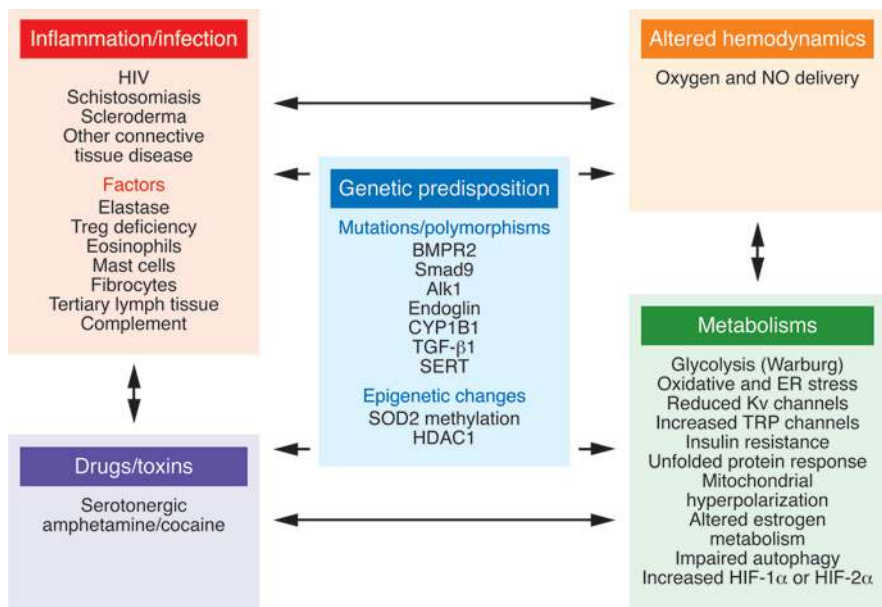 Inflammation/infection
HIV
Schistosomiasis
Scleroderma
Other connective
tissue disease
Factors
Elastase
Treg deficiency
Eosinophils
Mast cells
Fibrocytes
Tertiary lymph tissue
Complement
Altered hemodynamics
Oxygen and NO delivery
Genetic predisposition
Mutations/polymorphisms
BMPR2
Smad9
Alk1
Endoglin
CYP1B1
TGF-β1
SERT
Epigenetic changes
SOD2 methylation
HDAC1
Drugs/toxins
Serotonergic
amphetamine/cocaine
Metabolisms
Glycolysis (Warburg)
Oxidative and ER stress
Reduced Kv channels
Increased TRP channels
Insulin resistance
Unfolded protein response
Mitochondrial
hyperpolarization
Altered estrogen
metabolism
Impaired autophagy
Increased HIF-1α or HIF-2α